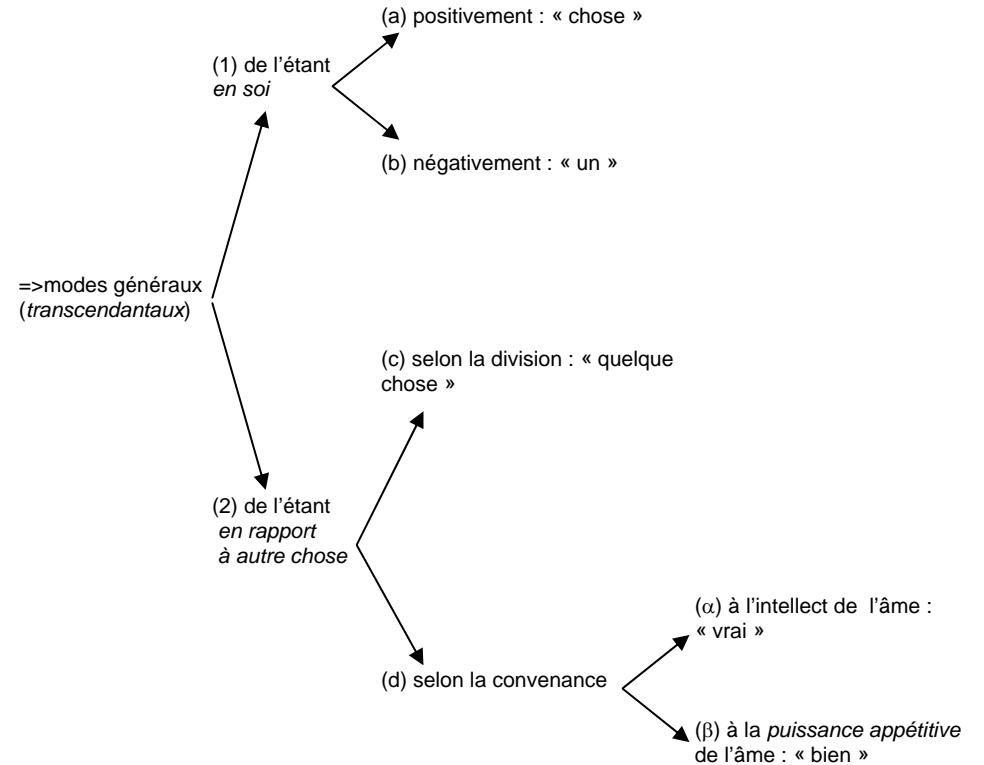 (a) positivement : « chose »
(1) de l’étant
en soi
(b) négativement : « un »
=>modes généraux
(transcendantaux)
(c) selon la division : « quelque
chose »
(2) de l’étant
en rapport
à autre chose
(α) à l’intellect de l’âme :
« vrai »
(d) selon la convenance
(β) à la puissance appétitive
de l’âme : « bien »